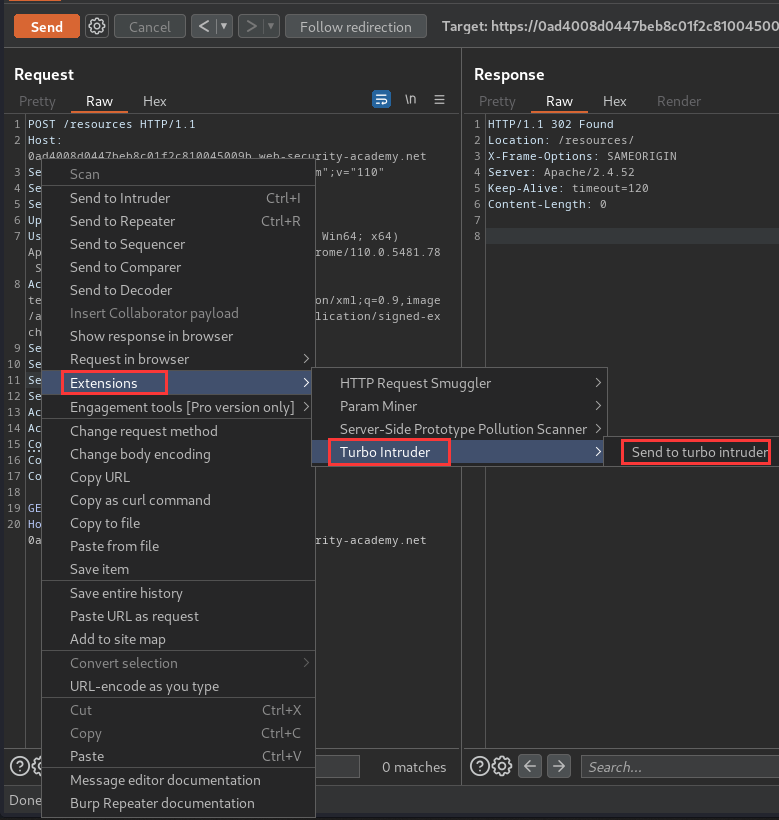 Send
Cancel
<
>
Follow redirection
Target: https://0ad4008d0447beb8c01f2c81004500
Request
Response
Pretty
Raw
Hex
\n
Pretty
Raw
Hex
Render
1 POST /resources HTTP/1.1
2 Host:
0ad4008d0447beb8c01f2c810045009b.web-security-academy.net
3 Se m";v="110"
4 Se
5 Se
6 Up
7 Us Win64; x64)
Ap rome/110.0.5481.78
S
8 Ac
te on/xml;q=0.9,image
/a lication/signed-ex
ch
9 Se
10 Se
11 Se
12 Se
13 Ac
14 Ac
15 Co
16 Co
17 Co
18
19 GE
20 Ho
0a rity-academy.net
1 HTTP/1.1 302 Found
2 Location: /resources/
3 X-Frame-Options: SAMEORIGIN
4 Server: Apache/2.4.52
5 Keep-Alive: timeout=120
6 Content-Length: 0
7
8
Scan
Send to Intruder Ctrl+I
Send to Repeater Ctrl+R
Send to Sequencer
Send to Comparer
Send to Decoder
Insert Collaborator payload
Show response in browser
Request in browser >
Extensions >
Engagement tools [Pro version only] >
Change request method
Change body encoding
Copy URL
Copy as curl command
Copy to file
Paste from file
Save item
Save entire history
Paste URL as request
Add to site map
Convert selection >
URL-encode as you type
Cut Ctrl+X
Copy Ctrl+C
Paste Ctrl+V
Message editor documentation
Burp Repeater documentation
HTTP Request Smuggler >
Param Miner >
Server-Side Prototype Pollution Scanner >
Turbo Intruder >
Send to turbo intruder
0 matches
Search...
Done